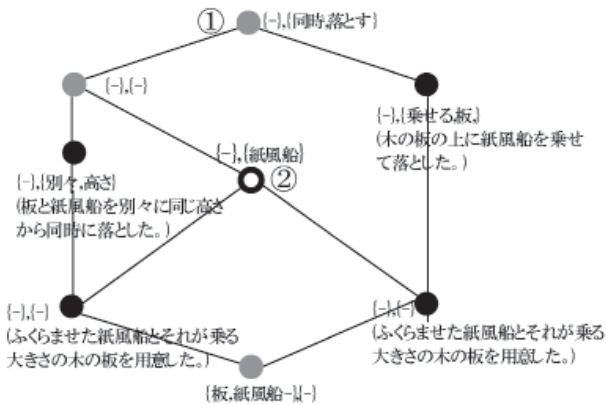 ① {-},{同時,落とす}
{-},{-}
{-},{乗せる,板,}
(木の板の上に紙風船を乗せ
て落とした。)
{-},{紙風船}
②
{-},{別々,高さ}
(板と紙風船を別々に同じ高さ
から同時に落とした。)
{-},{-}
(ふくらませた紙風船とそれが乗る
大きさの木の板を用意した。)
{-},{-}
(ふくらませた紙風船とそれが乗る
大きさの木の板を用意した。)
{板,紙風船-},{-}